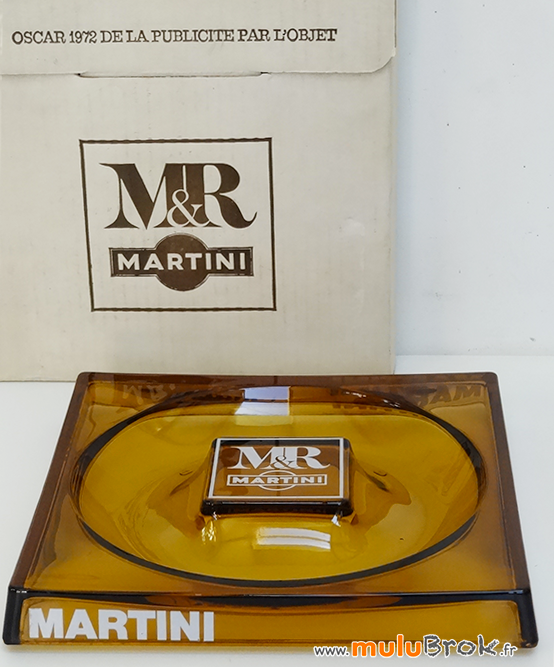 OSCAR 1972 DE LA PUBLICITE PAR L'OBJET
M&R
MARTINI
M&R
MARTINI
MARTINI
www.muluBrok.fr